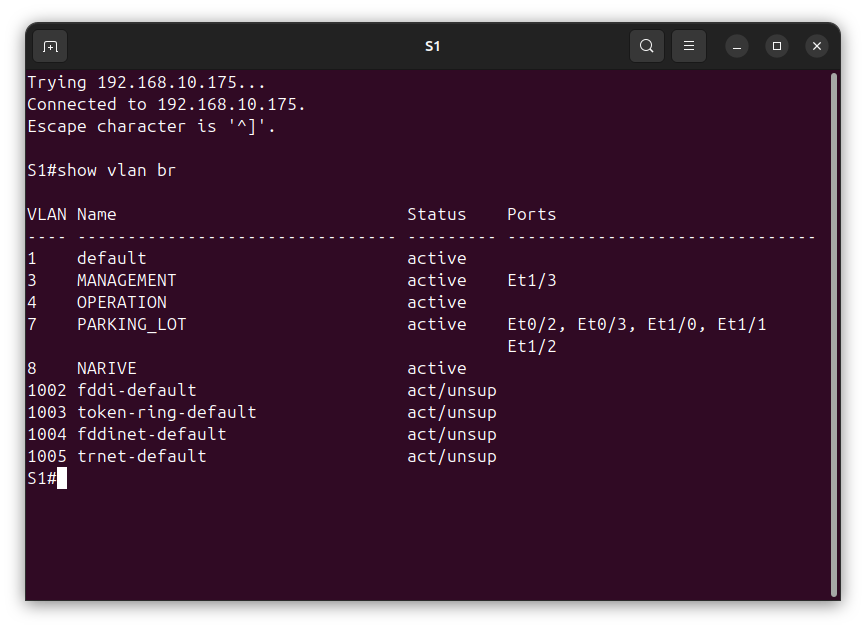 S1
Trying 192.168.10.175...
Connected to 192.168.10.175.
Escape character is '^]'.
S1#show vlan br
VLAN Name                             Status    Ports
---- -------------------------------- --------- -------------------------------
1    default                          active
3    MANAGEMENT                       active    Et1/3
4    OPERATION                        active
7    PARKING_LOT                      active    Et0/2, Et0/3, Et1/0, Et1/1
                                                Et1/2
8    NARIVE                           active
1002 fddi-default                     act/unsup
1003 token-ring-default               act/unsup
1004 fddinet-default                  act/unsup
1005 trnet-default                    act/unsup
S1#